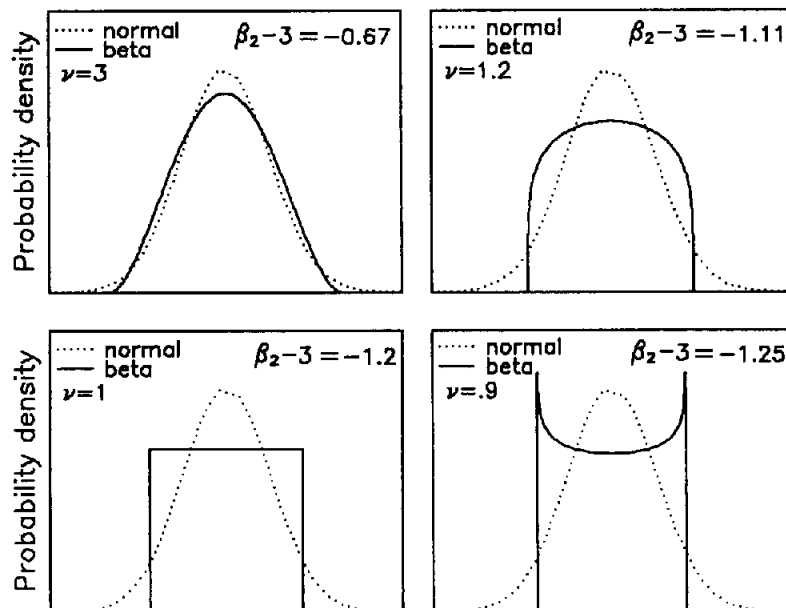 normal
beta
ν=3
β₂−3 =−0.67
normal
beta
ν=1.2
β₂−3 =−1.11
Probability density
normal
beta
ν=1
β₂−3 =−1.2
normal
beta
ν=.9
β₂−3 =−1.25
Probability density